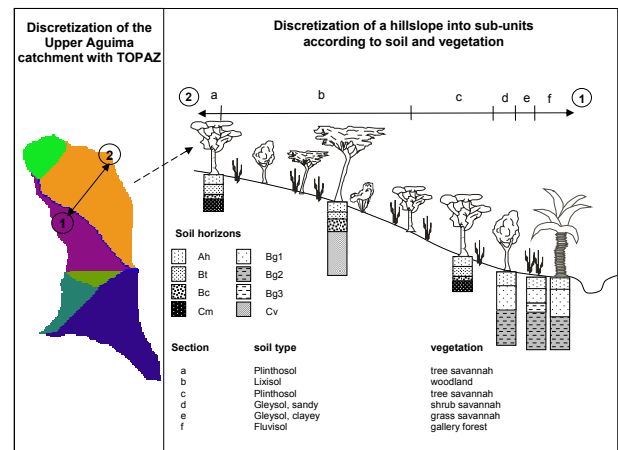 Discretization of the
Upper Aguima
catchment with TOPAZ
2
1
Discretization of a hillslope into sub-units
according to soil and vegetation
2 a b c d e f 1
Soil horizons
Ah Bg1
Bt Bg2
Bc Bg3
Cm Cv
Section soil type vegetation
a Plinthosol tree savannah
b Lixisol woodland
c Plinthosol tree savannah
d Gleysol, sandy shrub savannah
e Gleysol, clayey grass savannah
f Fluvisol gallery forest